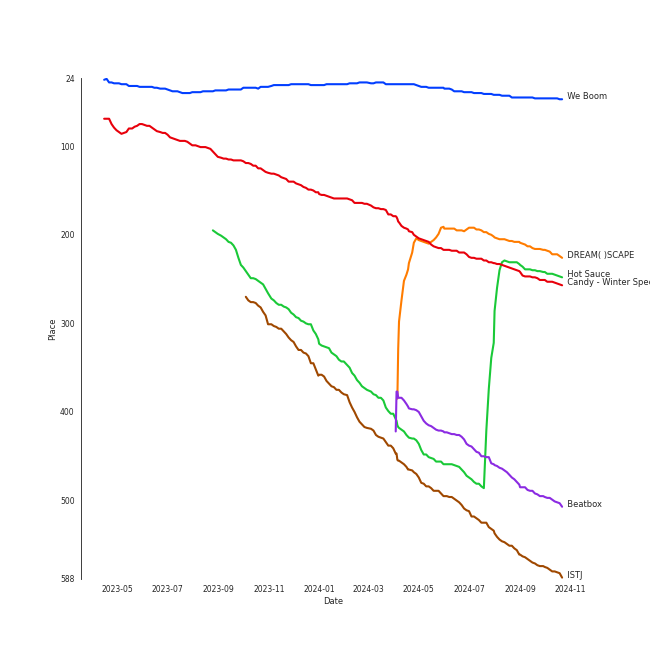 24
100
200
300
400
500
588
Place
2023-05 2023-07 2023-09 2023-11 2024-01 2024-03 2024-05 2024-07 2024-09 2024-11
Date
We Boom
DREAM( )SCAPE
Hot Sauce
Candy - Winter Spe
Beatbox
ISTJ